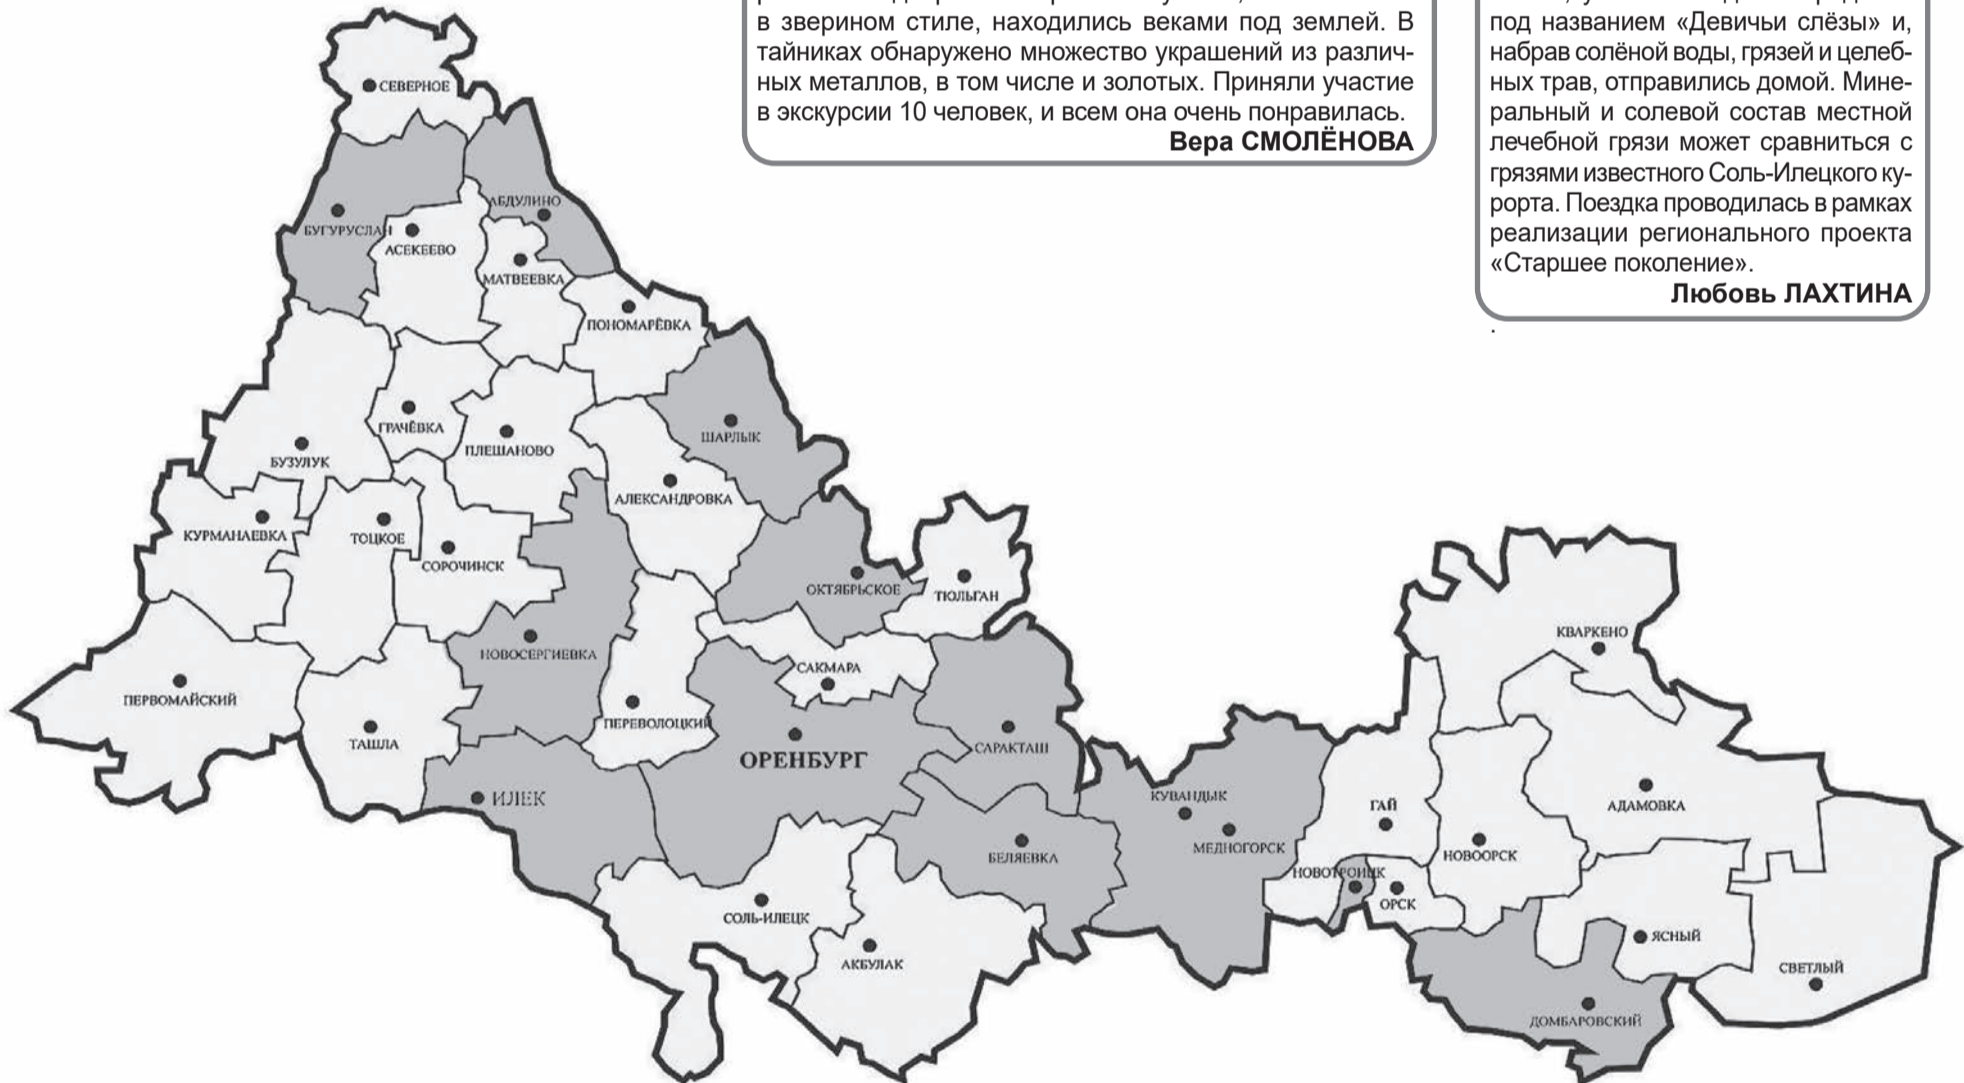 в зверином стиле, находились веками под землей. В
тайниках обнаружено множество украшений из различ-
ных металлов, в том числе и золотых. Приняли участие
в экскурсии 10 человек, и всем она очень понравилась.
Вера СМОЛЁНОВА
под названием «Девичьи слёзы» и,
набрав солёной воды, грязей и целеб-
ных трав, отправились домой. Мине-
ральный и солевой состав местной
лечебной грязи может сравниться с
грязями известного Соль-Илецкого ку-
рорта. Поездка проводилась в рамках
реализации регионального проекта
«Старшее поколение».
Любовь ЛАХТИНА
.
СЕВЕРНОЕ
АБДУЛИНО
БУГУРУСЛАН
АСЕКЕЕВО
МАТВЕЕВКА
ПОНОМАРЁВКА
ГРАЧЁВКА
ШАРЛЫК
ПЛЕШАНОВО
БУЗУЛУК
АЛЕКСАНДРОВКА
КУРМАНАЕВКА
ТОЦКОЕ
СОРОЧИНСК
ОКТЯБРЬСКОЕ
ТЮЛЬГАН
КВАРКЕНО
НОВОСЕРГИЕВКА
САКМАРА
ПЕРВОМАЙСКИЙ
ПЕРЕВОЛОЦКИЙ
ТАШЛА
САРАКТАШ
ОРЕНБУРГ
ИЛЕК
КУВАНДЫК
ГАЙ
АДАМОВКА
МЕДНОГОРСК
БЕЛЯЕВКА
НОВООРСК
НОВОТРОИЦК
ОРСК
СОЛЬ-ИЛЕЦК
ЯСНЫЙ
АКБУЛАК
СВЕТЛЫЙ
ДОМБАРОВСКИЙ